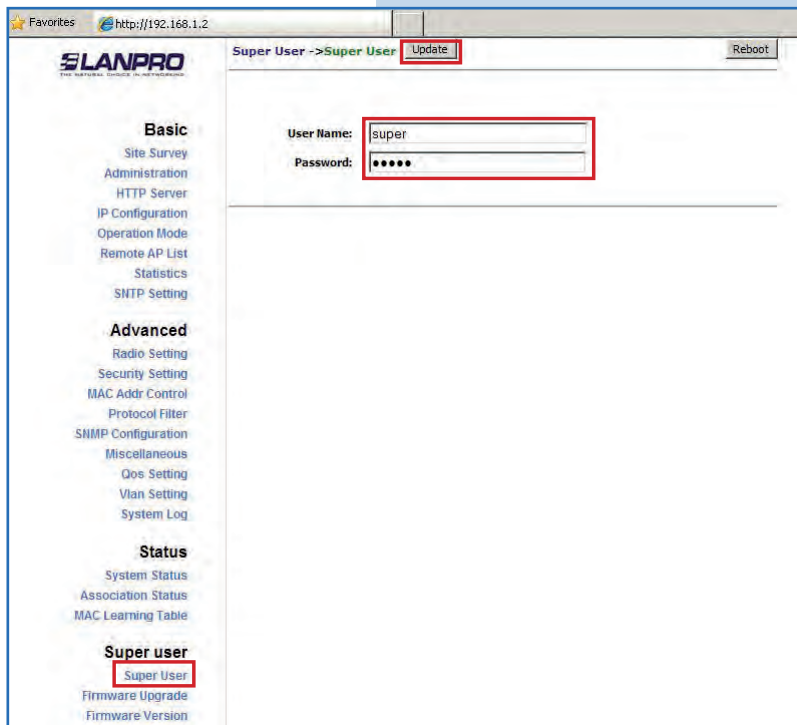 Favorites
http://192.168.1.2
LANPRO
THE NATURAL CHOICE IN NETWORKING
Super User ->Super User Update Reboot
User Name: super
Password: •••••
Basic
Site Survey
Administration
HTTP Server
IP Configuration
Operation Mode
Remote AP List
Statistics
SNTP Setting
Advanced
Radio Setting
Security Setting
MAC Addr Control
Protocol Filter
SNMP Configuration
Miscellaneous
Qos Setting
Vlan Setting
System Log
Status
System Status
Association Status
MAC Learning Table
Super user
Super User
Firmware Upgrade
Firmware Version